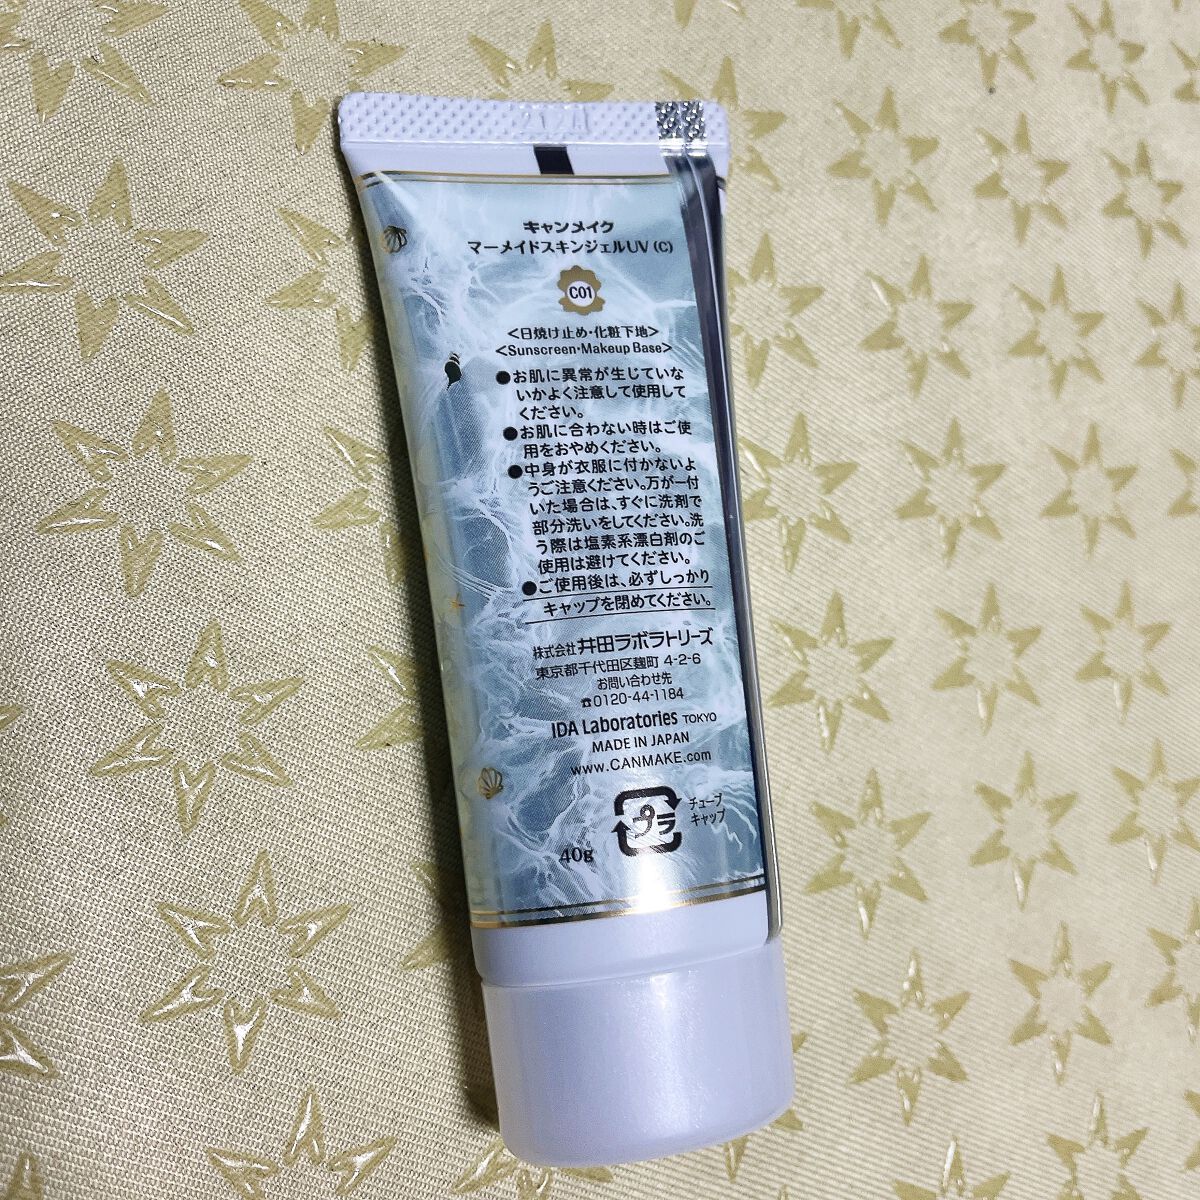 2124
キャンメイク
マーメイドスキンジェルUV (C)
C01
<日焼け止め・化粧下地>
<Sunscreen・Makeup Base>
●お肌に異常が生じていな
いかよく注意して使用して
ください。
●お肌に合わない時はご使
用をおやめください。
●中身が衣服に付かないよ
うご注意ください。万が一付
いた場合は、すぐに洗剤で
部分洗いをしてください。洗
う際は塩素系漂白剤のご
使用は避けてください。
●ご使用後は、必ずしっかり
キャップを閉めてください。
株式会社 井田ラボラトリーズ
東京都千代田区麹町 4-2-6
お問い合わせ先
☎0120-44-1184
IDA Laboratories TOKYO
MADE IN JAPAN
www.CANMAKE.com
プラ
チューブ
キャップ
40g